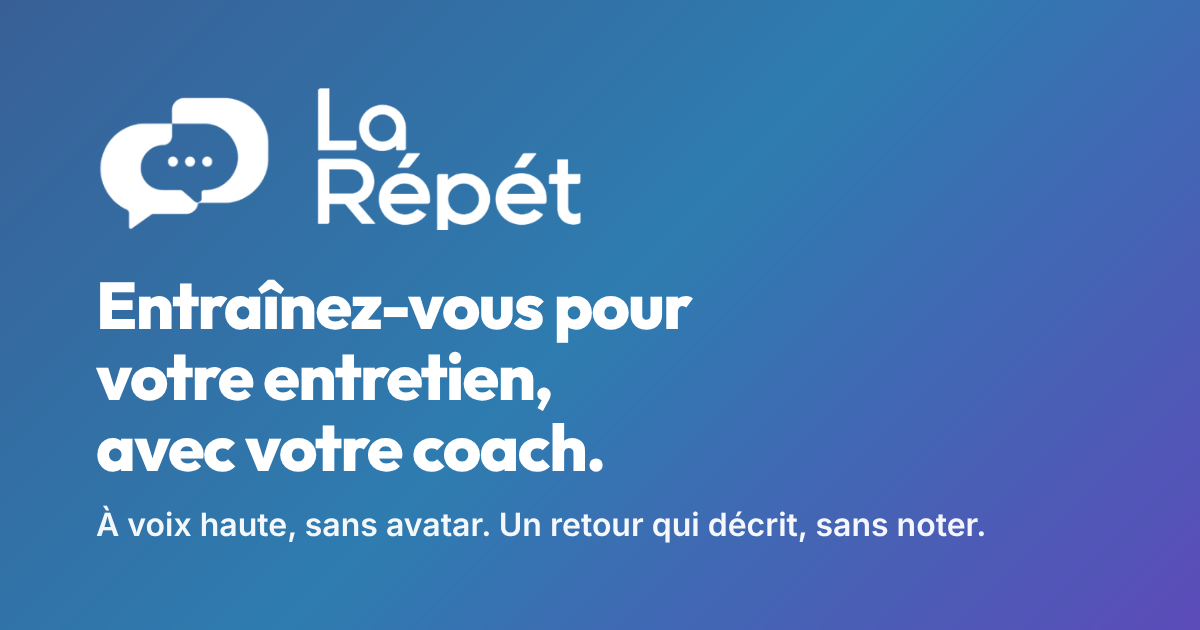 La
Répét
Entraînez-vous pour
votre entretien,
avec votre coach.
À voix haute, sans avatar. Un retour qui décrit, sans noter.